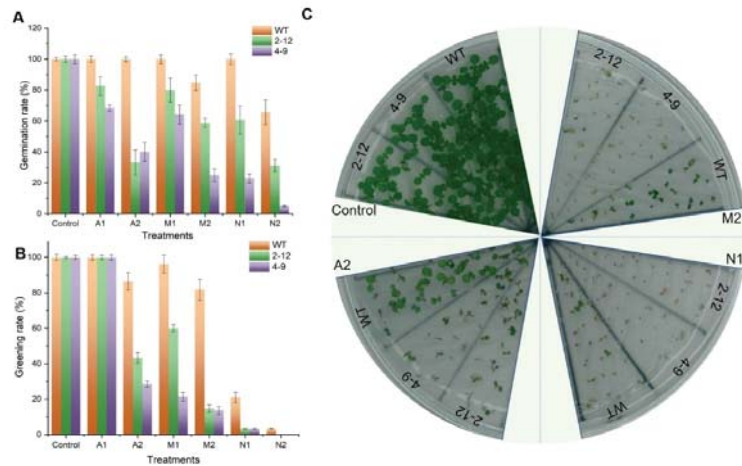 A
WT
2-12
4-9
120
100
80
60
40
20
0
Germination rate (%)
Control A1 A2 M1 M2 N1 N2
Treatments
B
WT
2-12
4-9
100
80
60
40
20
0
Greening rate (%)
Control A1 A2 M1 M2 N1 N2
Treatments
C
WT
4-9
2-12
Control
2-12
4-9
WT
M2
A2
WT
4-9
2-12
N1
2-12
4-9
WT